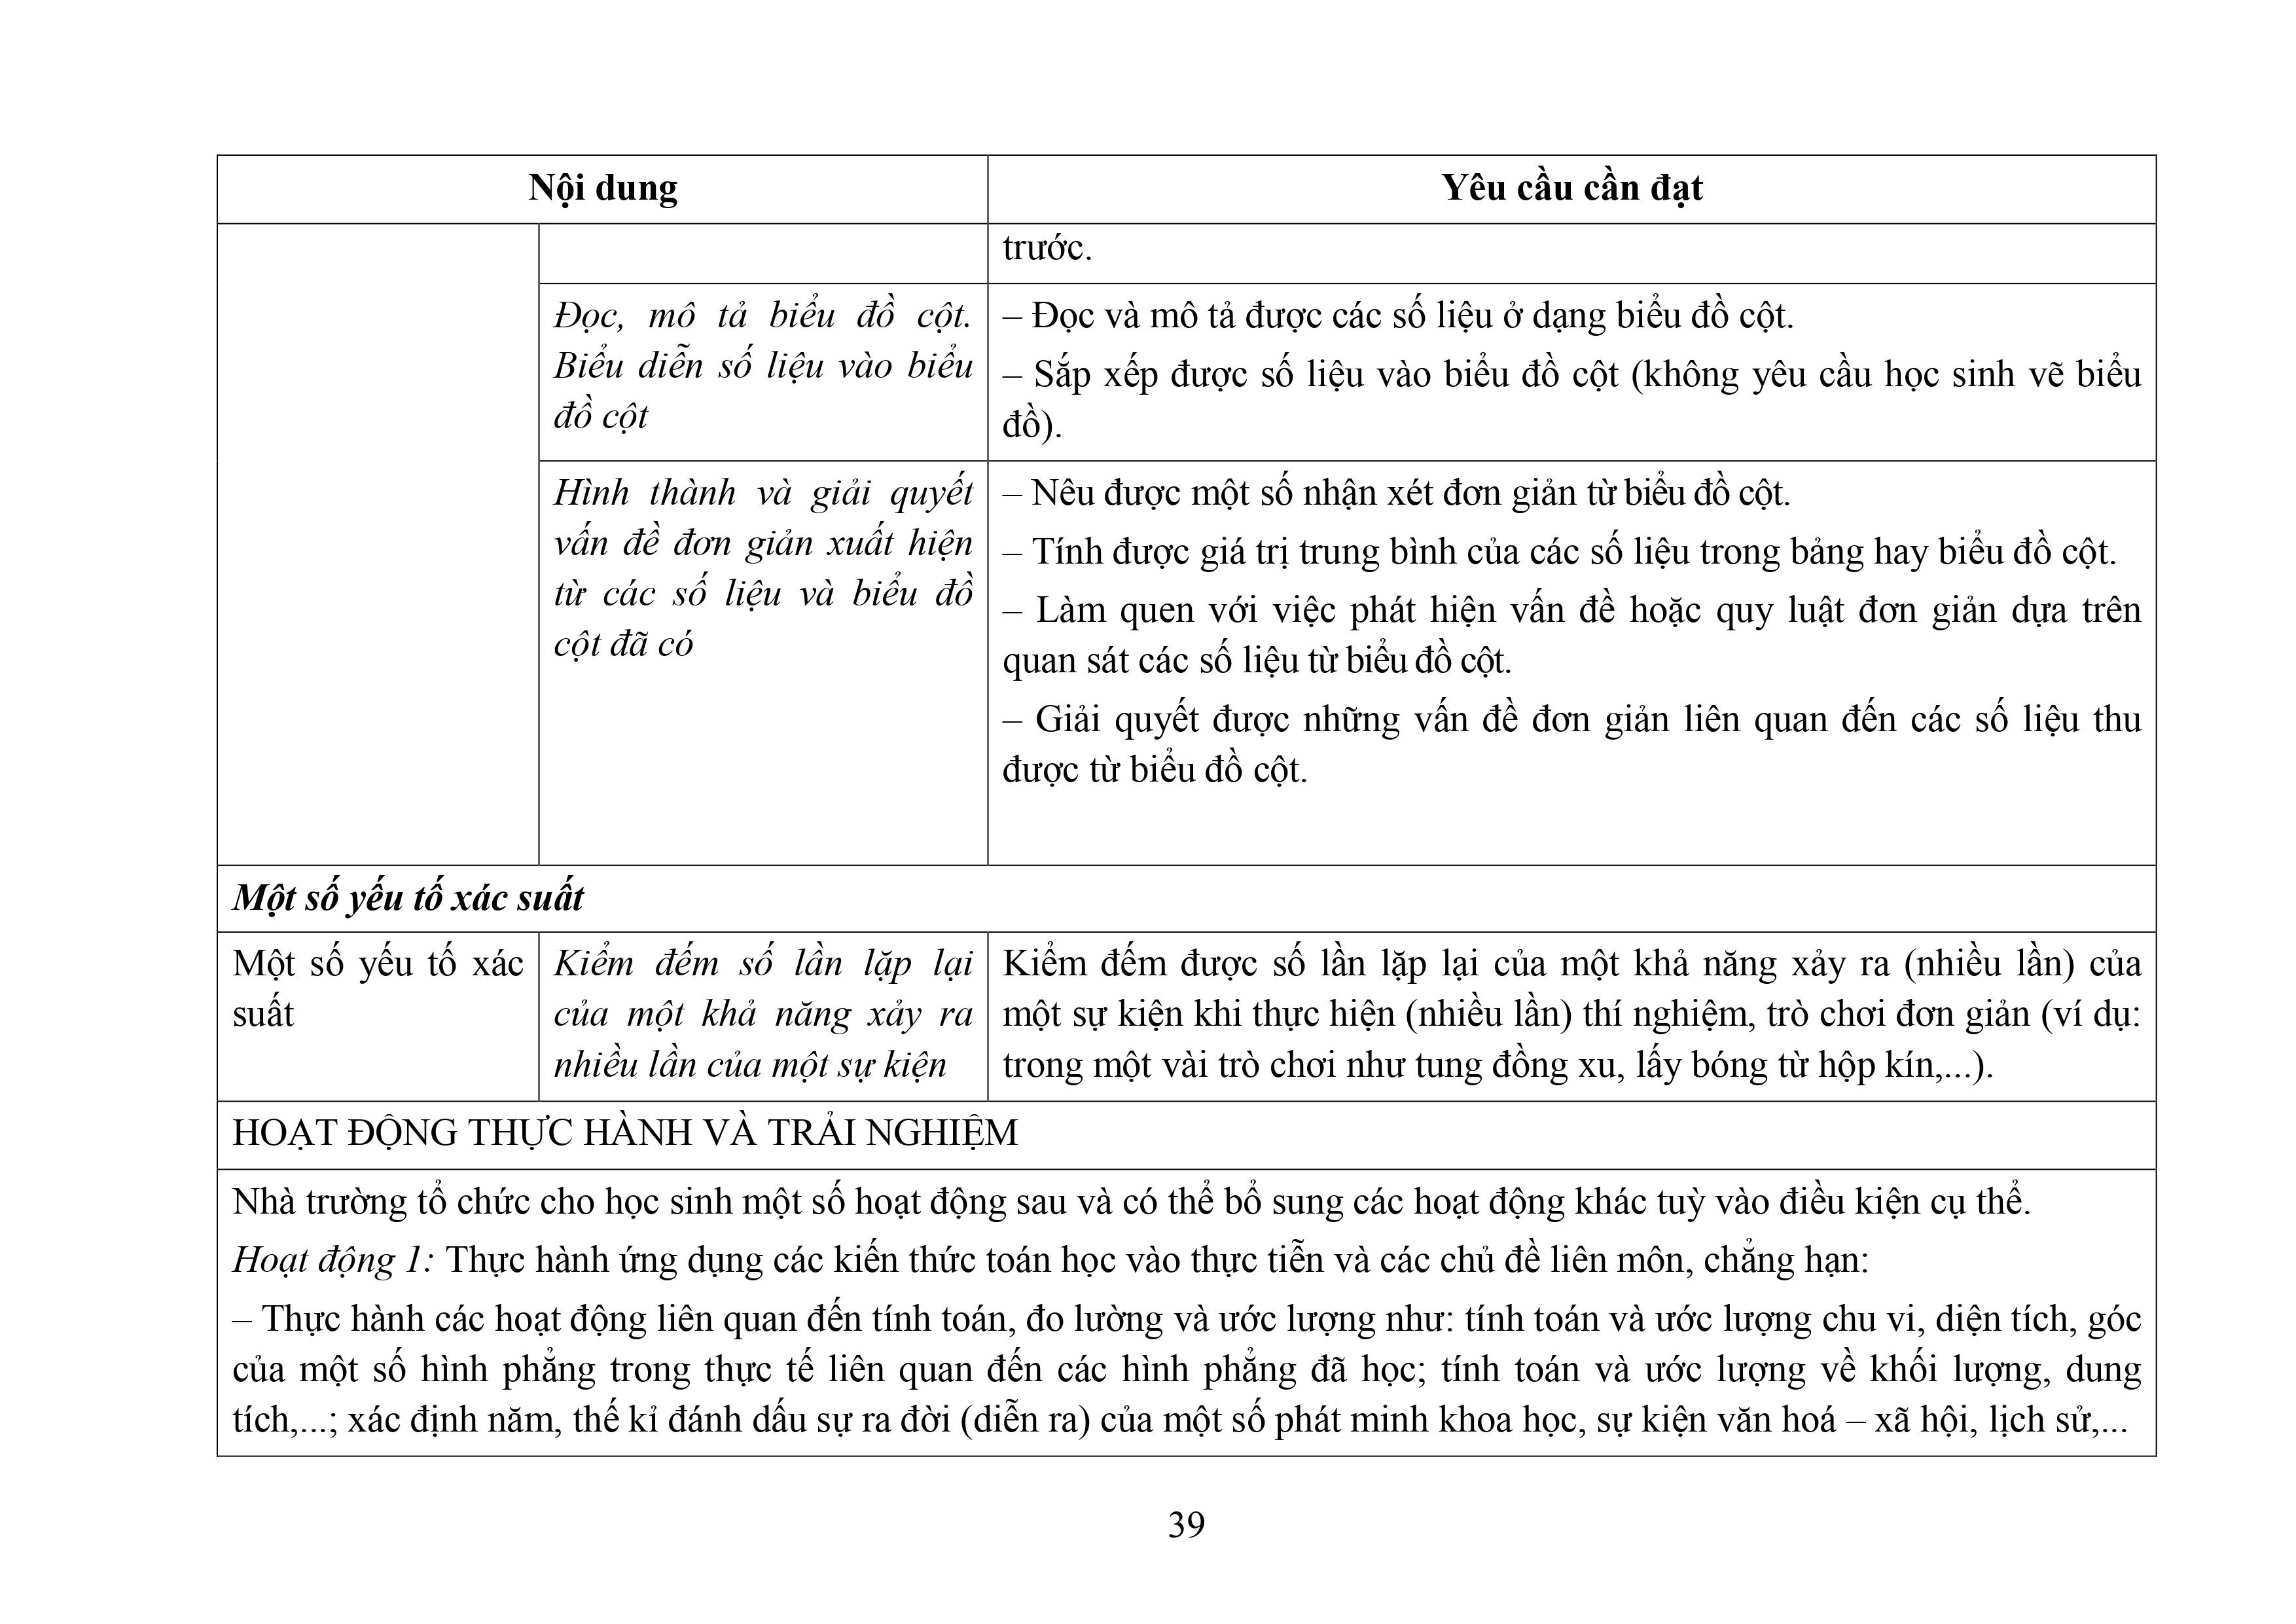 Nội dung
Yêu cầu cần đạt
trước.
Đọc, mô tả biểu đồ cột.
Biểu diễn số liệu vào biểu
đồ cột
– Đọc và mô tả được các số liệu ở dạng biểu đồ cột.
– Sắp xếp được số liệu vào biểu đồ cột (không yêu cầu học sinh vẽ biểu
đồ).
Hình thành và giải quyết
vấn đề đơn giản xuất hiện
từ các số liệu và biểu đồ
cột đã có
– Nêu được một số nhận xét đơn giản từ biểu đồ cột.
– Tính được giá trị trung bình của các số liệu trong bảng hay biểu đồ cột.
– Làm quen với việc phát hiện vấn đề hoặc quy luật đơn giản dựa trên
quan sát các số liệu từ biểu đồ cột.
– Giải quyết được những vấn đề đơn giản liên quan đến các số liệu thu
được từ biểu đồ cột.
Một số yếu tố xác suất
Một số yếu tố xác
suất
Kiểm đếm số lần lặp lại
của một khả năng xảy ra
nhiều lần của một sự kiện
Kiểm đếm được số lần lặp lại của một khả năng xảy ra (nhiều lần) của
một sự kiện khi thực hiện (nhiều lần) thí nghiệm, trò chơi đơn giản (ví dụ:
trong một vài trò chơi như tung đồng xu, lấy bóng từ hộp kín,...).
HOẠT ĐỘNG THỰC HÀNH VÀ TRẢI NGHIỆM
Nhà trường tổ chức cho học sinh một số hoạt động sau và có thể bổ sung các hoạt động khác tuỳ vào điều kiện cụ thể.
Hoạt động 1: Thực hành ứng dụng các kiến thức toán học vào thực tiễn và các chủ đề liên môn, chẳng hạn:
– Thực hành các hoạt động liên quan đến tính toán, đo lường và ước lượng như: tính toán và ước lượng chu vi, diện tích, góc
của một số hình phẳng trong thực tế liên quan đến các hình phẳng đã học; tính toán và ước lượng về khối lượng, dung
tích,...; xác định năm, thế kỉ đánh dấu sự ra đời (diễn ra) của một số phát minh khoa học, sự kiện văn hoá – xã hội, lịch sử,...
39